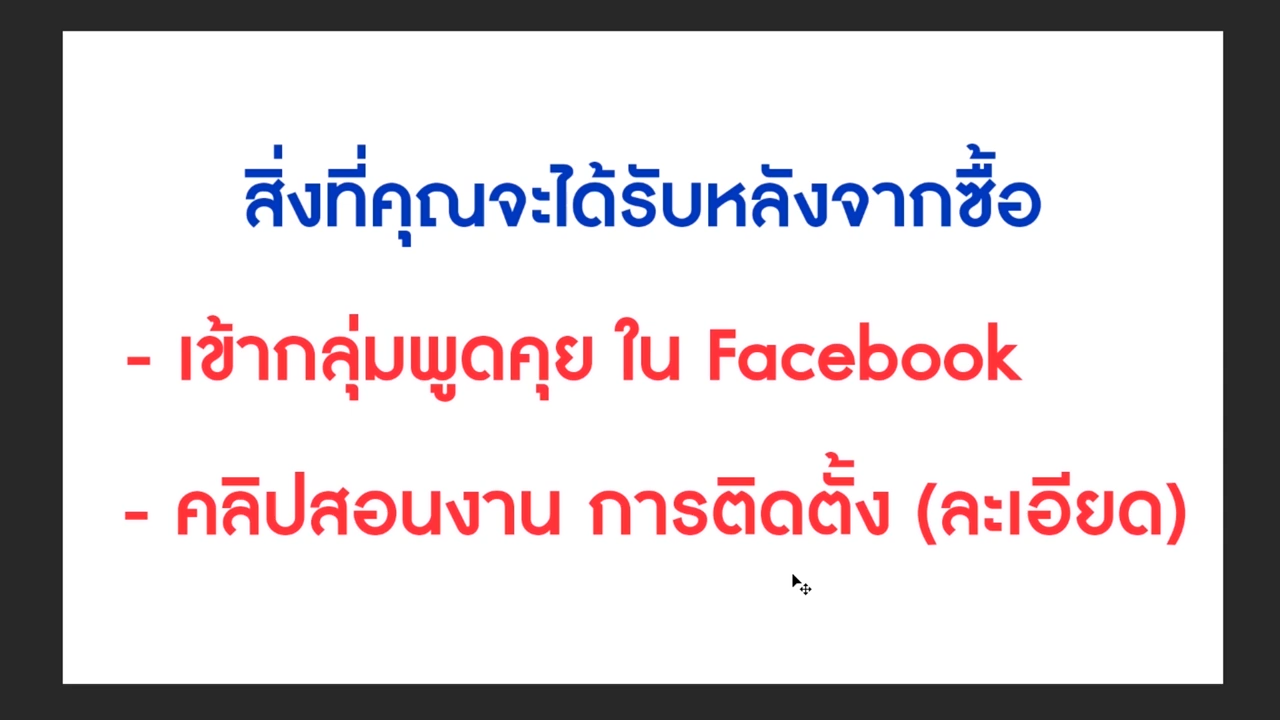 สิ่งที่คุณจะได้รับหลังจากซื้อ
- เข้ากลุ่มพูดคุย ใน Facebook
- คลิปสอนงาน การติดตั้ง (ละเอียด)